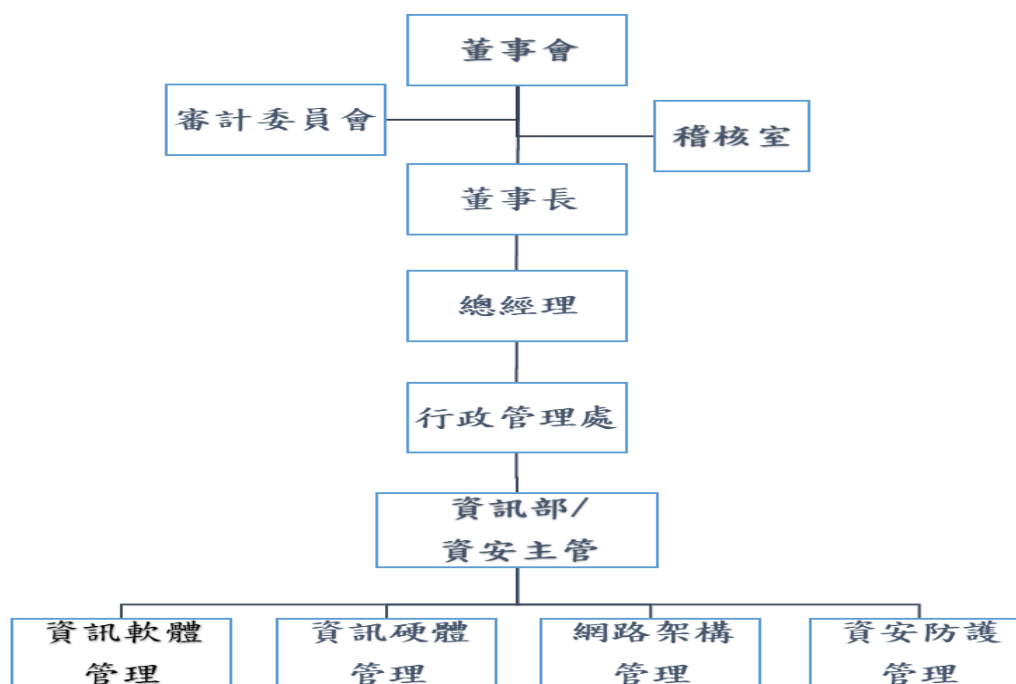 董事會
審計委員會
稽核室
董事長
總經理
行政管理處
資訊部/
資安主管
資訊軟體
管理
資訊硬體
管理
網路架構
管理
資安防護
管理